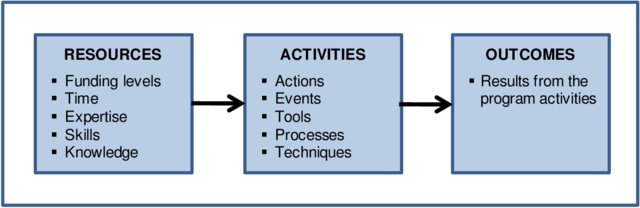 RESOURCES
▪ Funding levels
▪ Time
▪ Expertise
▪ Skills
▪ Knowledge
ACTIVITIES
▪ Actions
▪ Events
▪ Tools
▪ Processes
▪ Techniques
OUTCOMES
▪ Results from the
program activities